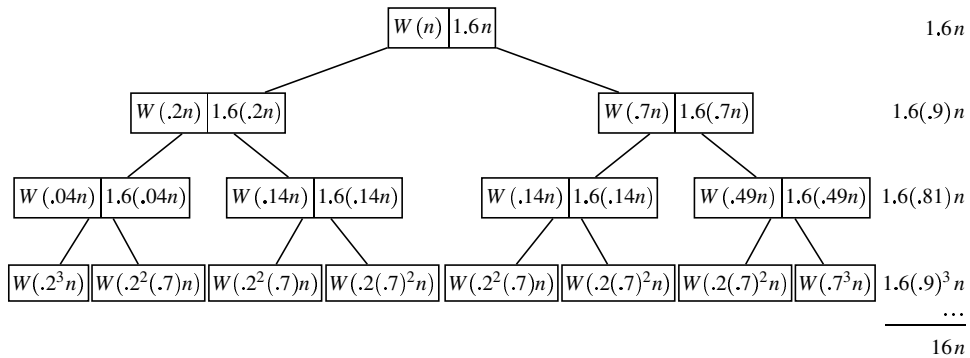 W(n) 1.6n 1.6n
W(.2n) 1.6(.2n) W(.7n) 1.6(.7n) 1.6(.9)n
W(.04n) 1.6(.04n) W(.14n) 1.6(.14n) W(.14n) 1.6(.14n) W(.49n) 1.6(.49n) 1.6(.81)n
W(.2³n) W(.2²(.7)n) W(.2²(.7)n) W(.2(.7)²n) W(.2²(.7)n) W(.2(.7)²n) W(.2(.7)²n) W(.7³n) 1.6(.9)³n
...
16n